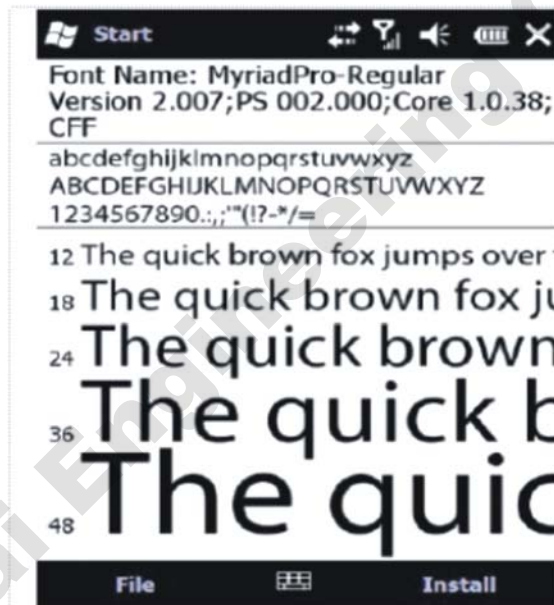 Start
Font Name: MyriadPro-Regular
Version 2.007;PS 002.000;Core 1.0.38;
CFF
abcdefghijklmnopqrstuvwxyz
ABCDEFGHIJKLMNOPQRSTUVWXYZ
1234567890.:,;'"(!?-*/=
12 The quick brown fox jumps over
18 The quick brown fox ju
24 The quick brown
36 The quick b
48 The quic
File Install